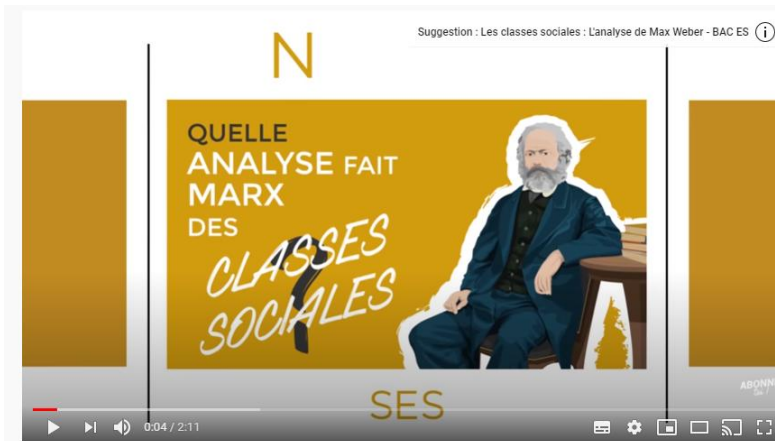 Suggestion : Les classes sociales : L'analyse de Max Weber - BAC ES
N
QUELLE
ANALYSE FAIT
MARX
DES
CLASSES
SOCIALES
?
SES
ABONN
0:04 / 2:11